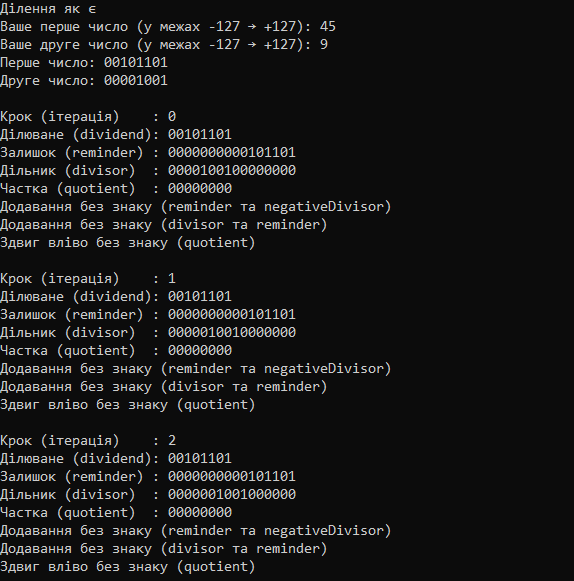 Ділення як є
Ваше перше число (у межах -127 → +127): 45
Ваше друге число (у межах -127 → +127): 9
Перше число: 00101101
Друге число: 00001001
Крок (ітерація)    : 0
Ділюване (dividend): 00101101
Залишок (reminder) : 0000000000101101
Дільник (divisor)  : 0000100100000000
Частка (quotient)  : 00000000
Додавання без знаку (reminder та negativeDivisor)
Додавання без знаку (divisor та reminder)
Здвиг вліво без знаку (quotient)
Крок (ітерація)    : 1
Ділюване (dividend): 00101101
Залишок (reminder) : 0000000000101101
Дільник (divisor)  : 0000010010000000
Частка (quotient)  : 00000000
Додавання без знаку (reminder та negativeDivisor)
Додавання без знаку (divisor та reminder)
Здвиг вліво без знаку (quotient)
Крок (ітерація)    : 2
Ділюване (dividend): 00101101
Залишок (reminder) : 0000000000101101
Дільник (divisor)  : 0000001001000000
Частка (quotient)  : 00000000
Додавання без знаку (reminder та negativeDivisor)
Додавання без знаку (divisor та reminder)
Здвиг вліво без знаку (quotient)